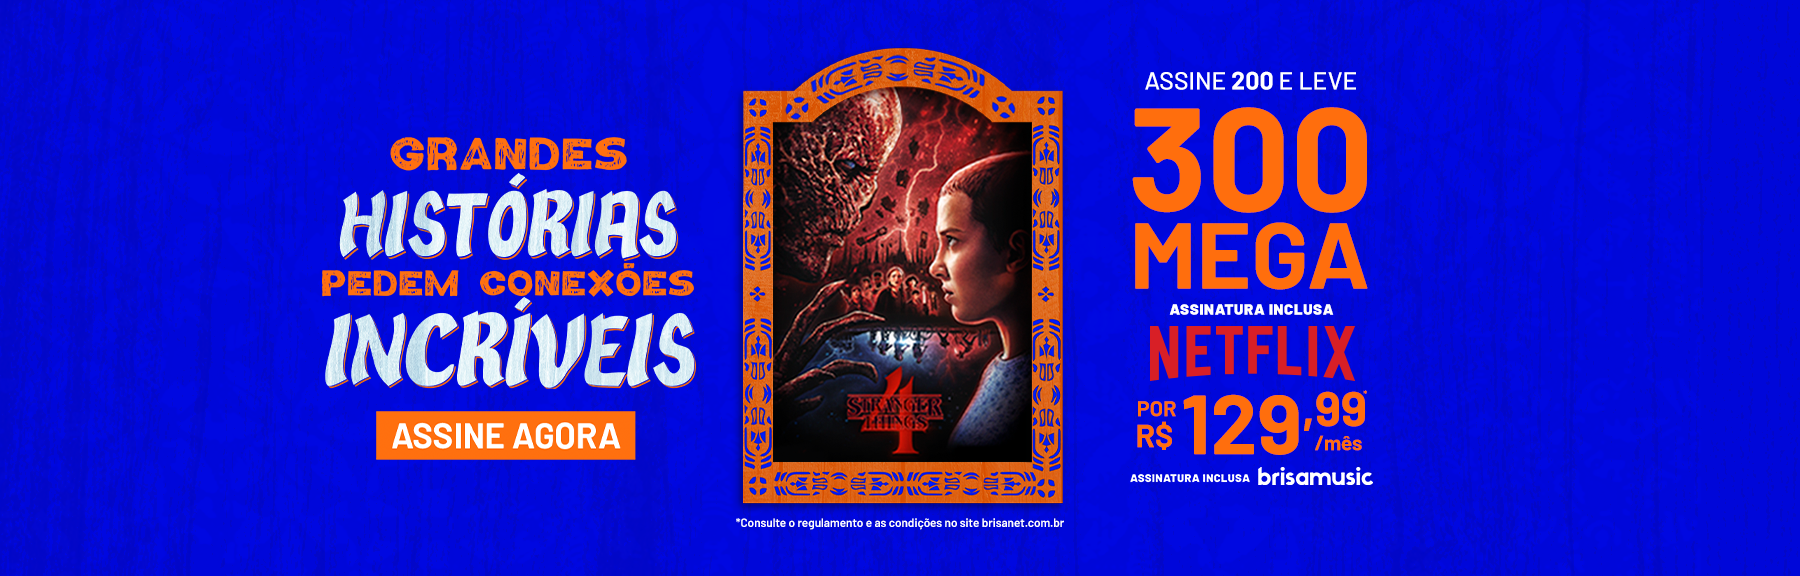 GRANDES
HISTÓRIAS
PEDEM CONEXÕES
INCRÍVEIS
ASSINE AGORA
STRANGER
THINGS
4
*Consulte o regulamento e as condições no site brisanet.com.br
ASSINE 200 E LEVE
300
MEGA
ASSINATURA INCLUSA
NETFLIX
POR R$ 129,99* /mês
ASSINATURA INCLUSA brisamusic